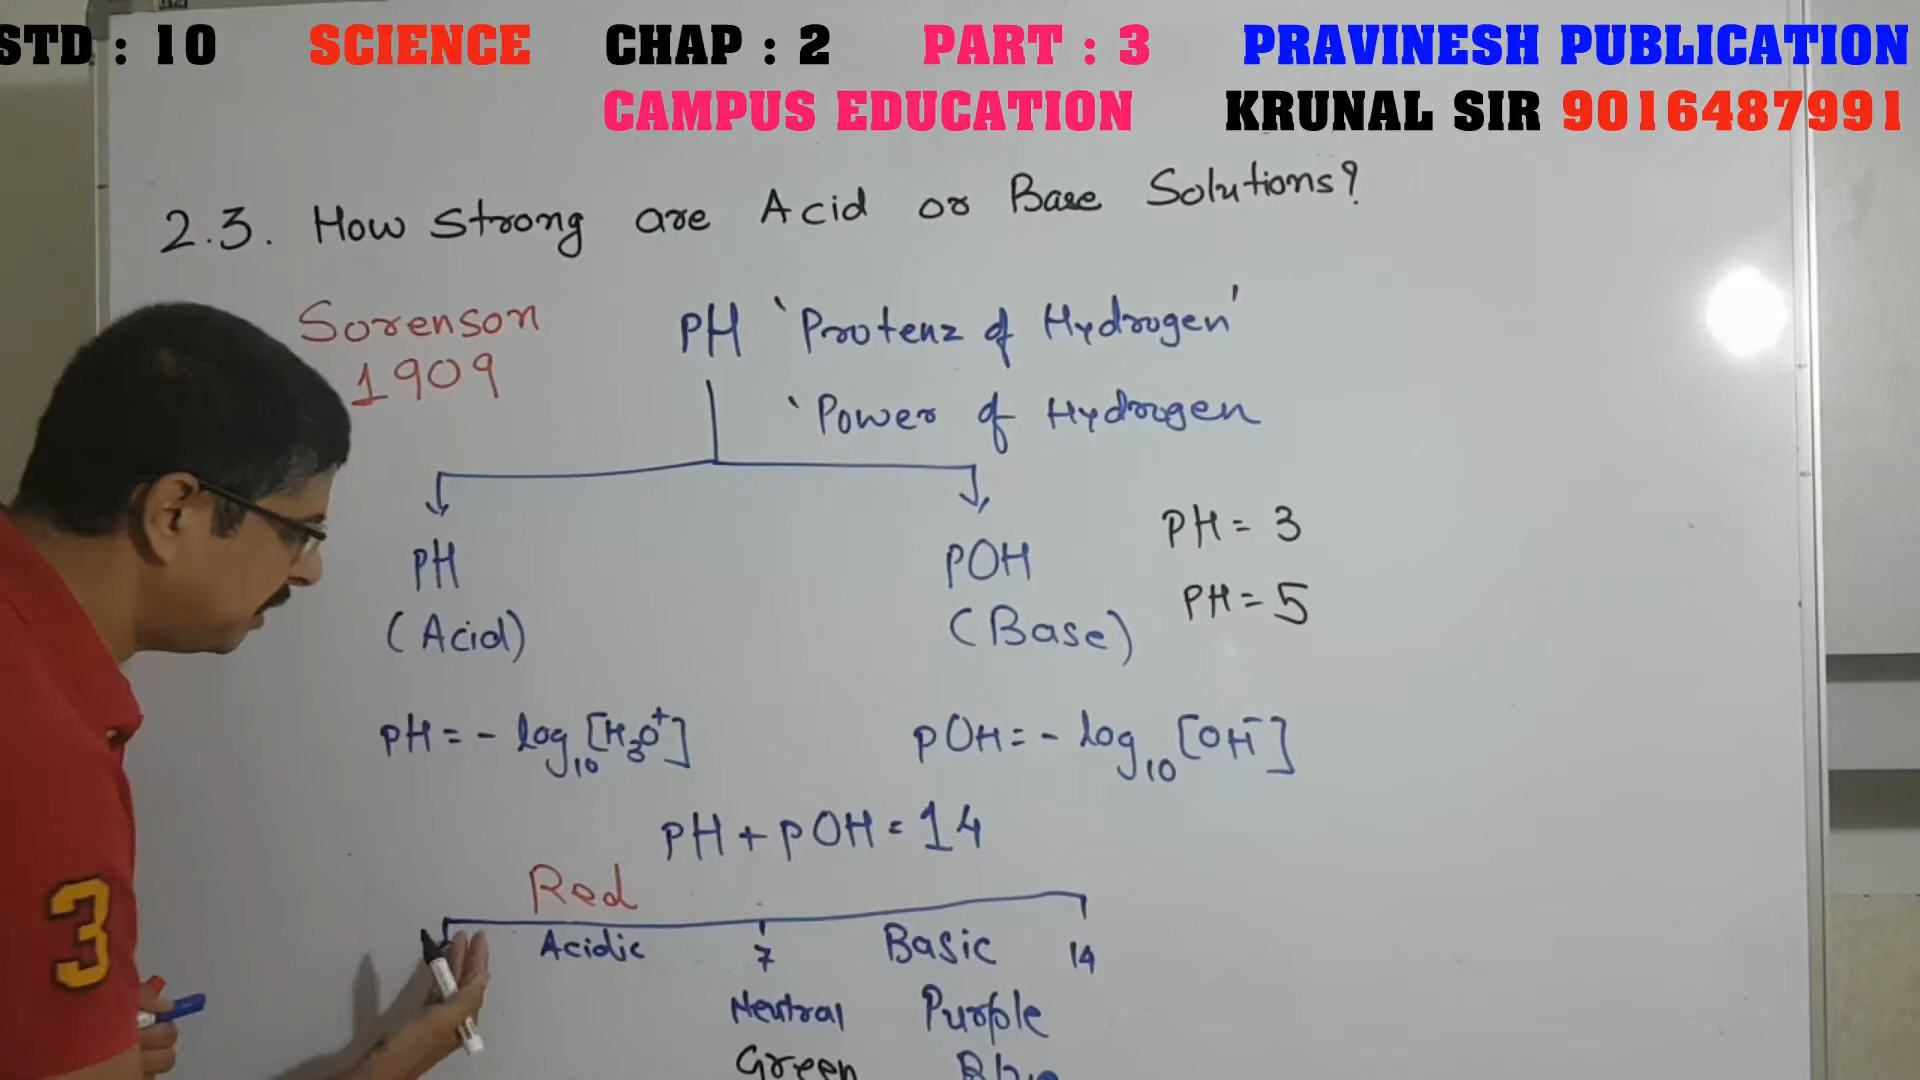 STD : 10 SCIENCE CHAP : 2 PART : 3 PRAVINESH PUBLICATION
CAMPUS EDUCATION KRUNAL SIR 9016487991
2.3. How strong are Acid or Base Solutions?
Sorenson
1909
PH 'Protenz of Hydrogen'
'Power of Hydrogen
PH
(Acid)
POH
(Base)
PH = 3
PH = 5
pH = - log₁₀ [H₃O⁺]
pOH = - log₁₀ [OH⁻]
PH + pOH = 14
Red
Acidic 7 Basic 14
Neutral Purple
Green Blue
3